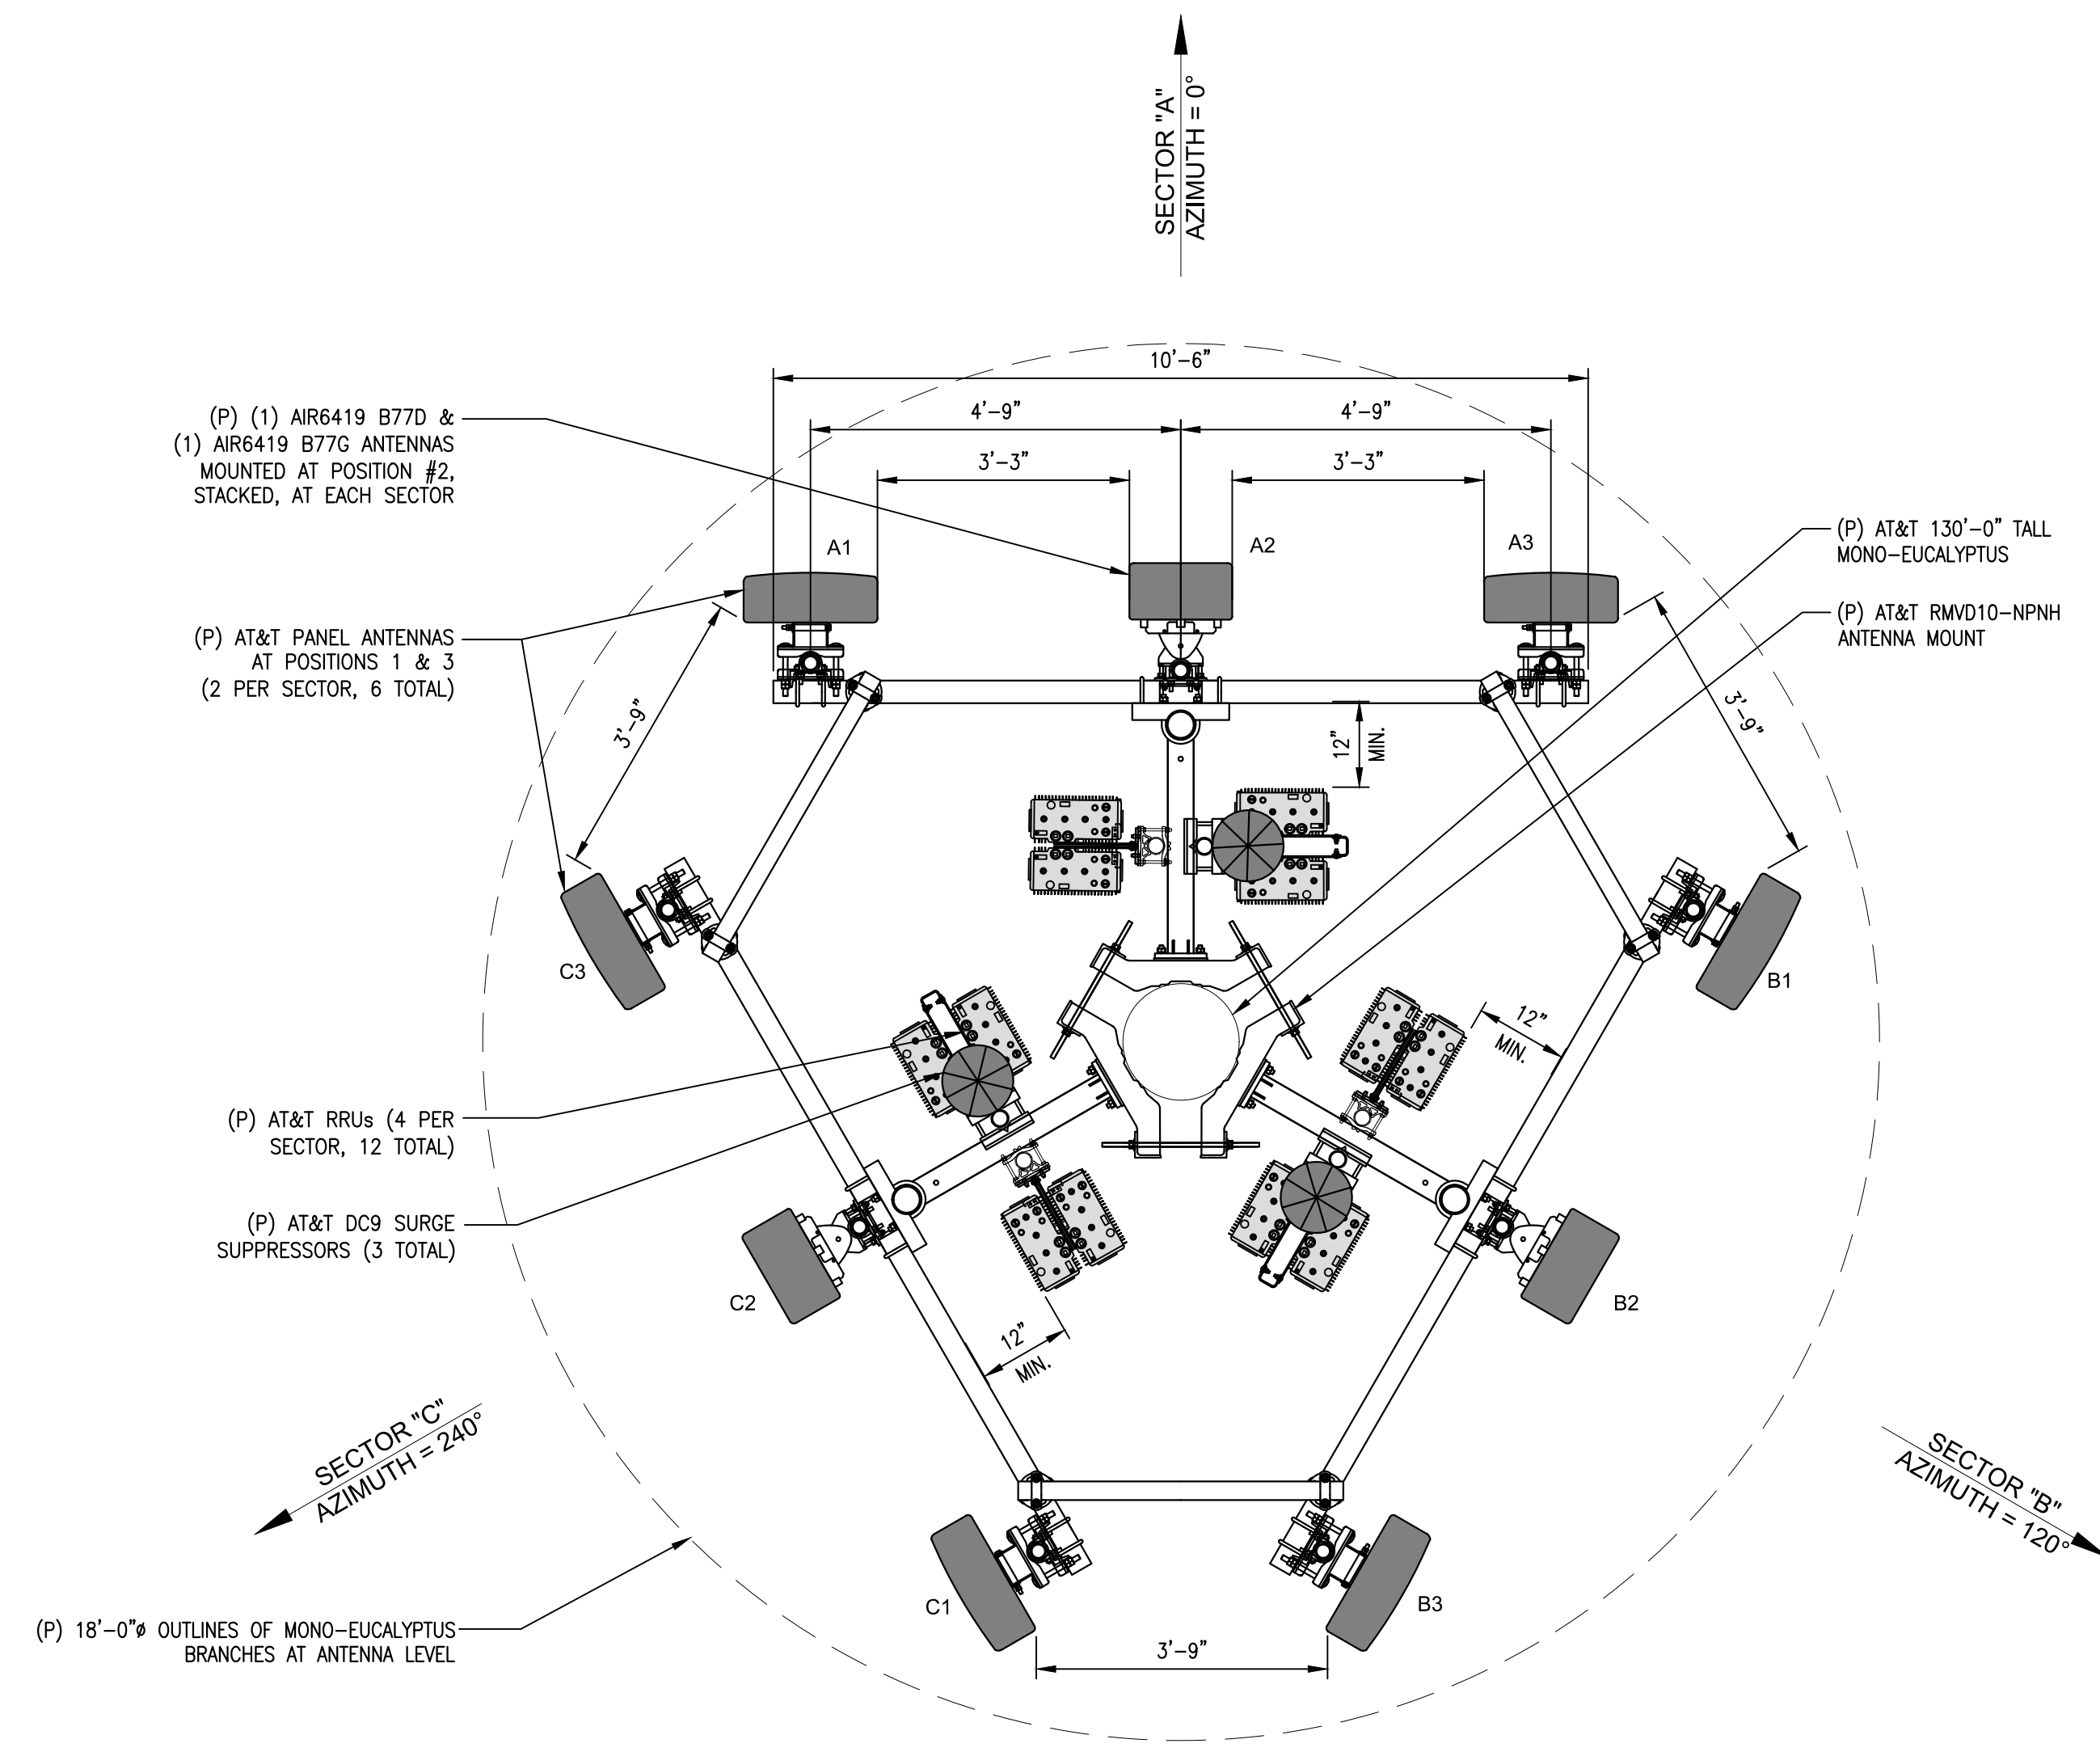 SECTOR "A"
AZIMUTH = 0°
10'-6"
4'-9"
4'-9"
3'-3"
3'-3"
(P) (1) AIR6419 B77D &
(1) AIR6419 B77G ANTENNAS
MOUNTED AT POSITION #2,
STACKED, AT EACH SECTOR
A1
A2
A3
(P) AT&T 130'-0" TALL
MONO-EUCALYPTUS
(P) AT&T RMVD10-NPNH
ANTENNA MOUNT
(P) AT&T PANEL ANTENNAS
AT POSITIONS 1 & 3
(2 PER SECTOR, 6 TOTAL)
3'-9"
3'-9"
12"
MIN.
C3
B1
12"
MIN.
(P) AT&T RRUs (4 PER
SECTOR, 12 TOTAL)
(P) AT&T DC9 SURGE
SUPPRESSORS (3 TOTAL)
C2
B2
12"
MIN.
SECTOR "C"
AZIMUTH = 240°
SECTOR "B"
AZIMUTH = 120°
C1
B3
(P) 18'-0"ø OUTLINES OF MONO-EUCALYPTUS
BRANCHES AT ANTENNA LEVEL
3'-9"